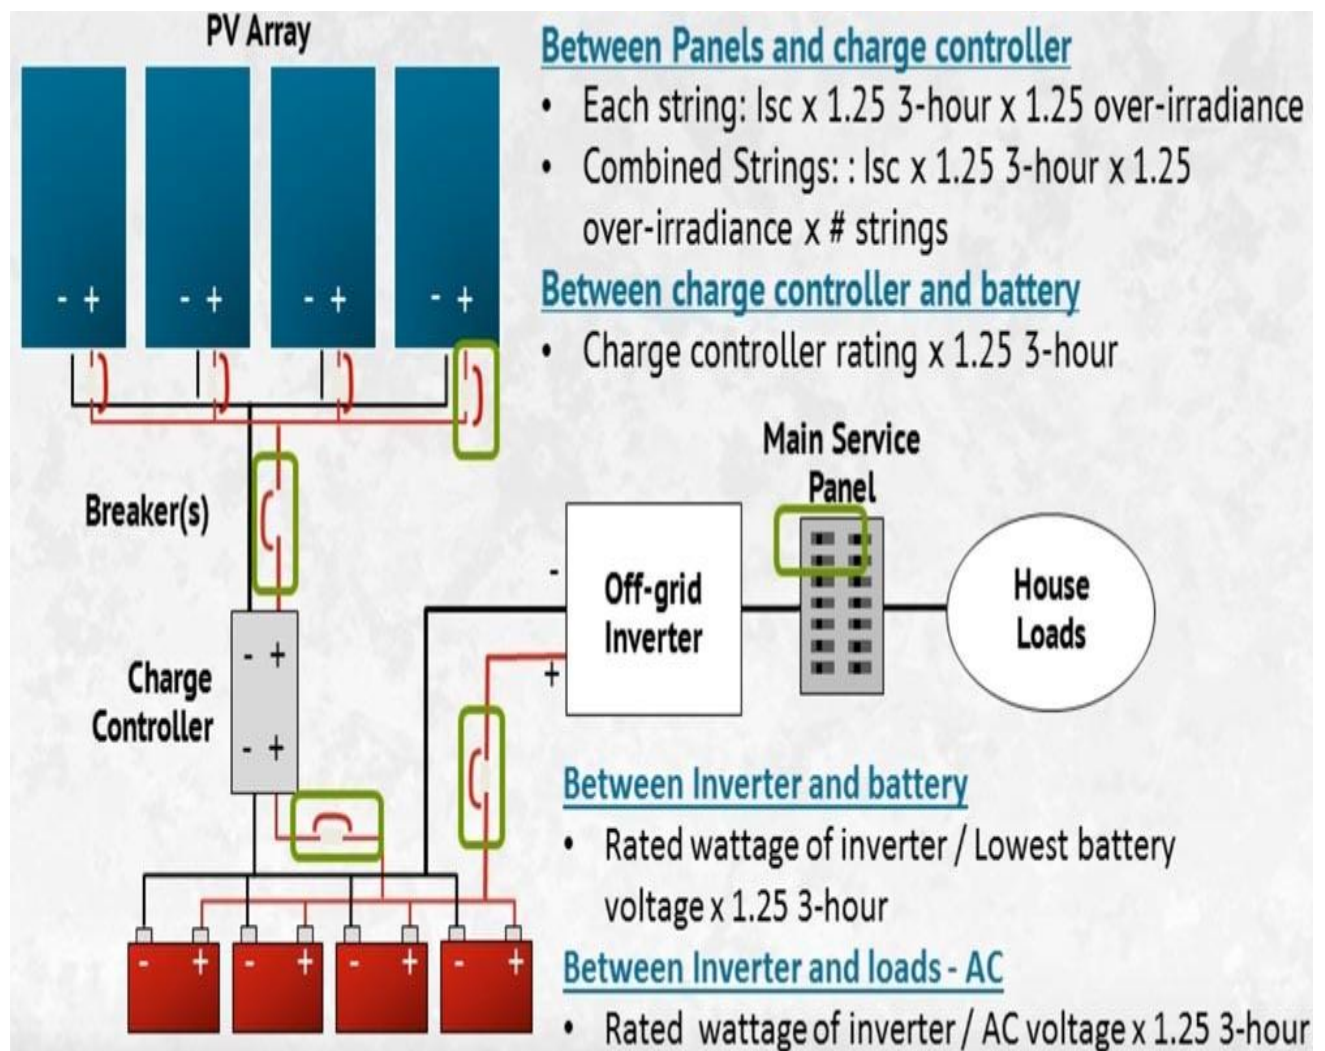 PV Array
- +
- +
- +
- +
Breaker(s)
Charge
Controller
- +
- +
- +
- +
- +
- +
Between Panels and charge controller
• Each string: Isc x 1.25 3-hour x 1.25 over-irradiance
• Combined Strings: : Isc x 1.25 3-hour x 1.25
over-irradiance x # strings
Between charge controller and battery
• Charge controller rating x 1.25 3-hour
Main Service
Panel
-
+
Off-grid
Inverter
House
Loads
Between Inverter and battery
• Rated wattage of inverter / Lowest battery
voltage x 1.25 3-hour
Between Inverter and loads - AC
• Rated wattage of inverter / AC voltage x 1.25 3-hour